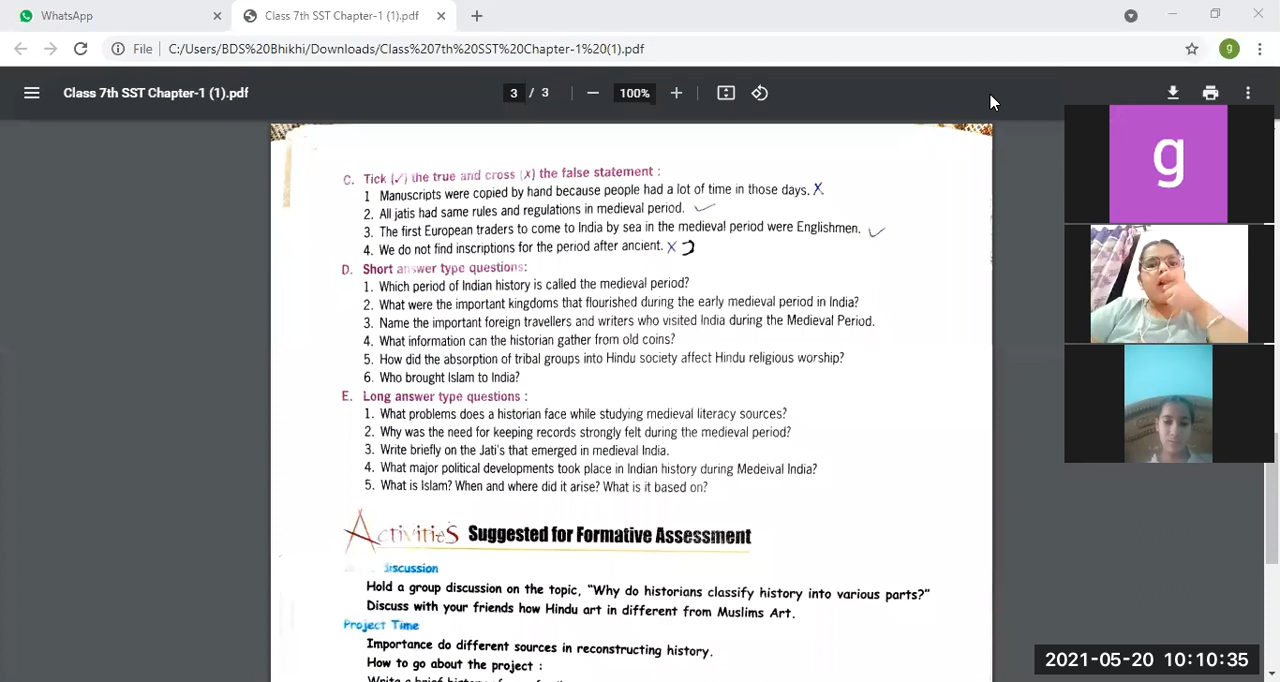 WhatsApp
Class 7th SST Chapter-1 (1).pdf
File
C:/Users/BDS%20Bhikhi/Downloads/Class%207th%20SST%20Chapter-1%20(1).pdf
g
Class 7th SST Chapter-1 (1).pdf
3 / 3
100%
g
C. Tick (✓) the true and cross (✗) the false statement :
1 Manuscripts were copied by hand because people had a lot of time in those days. X
2. All jatis had same rules and regulations in medieval period. ✓
3. The first European traders to come to India by sea in the medieval period were Englishmen. ✓
4. We do not find inscriptions for the period after ancient. X
D. Short answer type questions:
1. Which period of Indian history is called the medieval period?
2. What were the important kingdoms that flourished during the early medieval period in India?
3. Name the important foreign travellers and writers who visited India during the Medieval Period.
4. What information can the historian gather from old coins?
5. How did the absorption of tribal groups into Hindu society affect Hindu religious worship?
6. Who brought Islam to India?
E. Long answer type questions :
1. What problems does a historian face while studying medieval literacy sources?
2. Why was the need for keeping records strongly felt during the medieval period?
3. Write briefly on the Jati's that emerged in medieval India.
4. What major political developments took place in Indian history during Medeival India?
5. What is Islam? When and where did it arise? What is it based on?
Activities Suggested for Formative Assessment
discussion
Hold a group discussion on the topic, "Why do historians classify history into various parts?"
Discuss with your friends how Hindu art in different from Muslims Art.
Project Time
Importance do different sources in reconstructing history.
How to go about the project :
2021-05-20 10:10:35